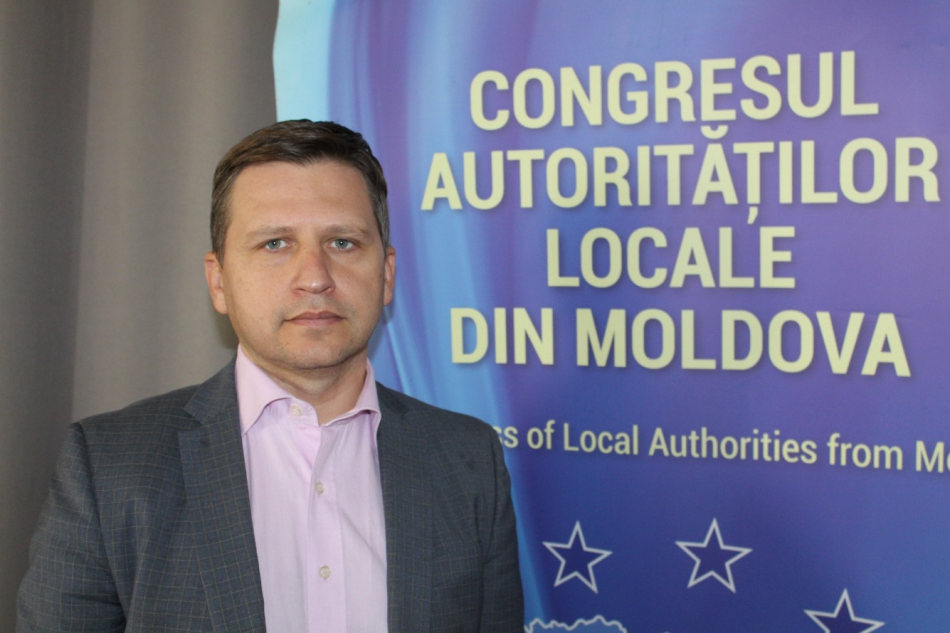 CONGRESUL
AUTORITĂȚILOR
LOCALE
DIN MOLDOVA
of Local Authorities from